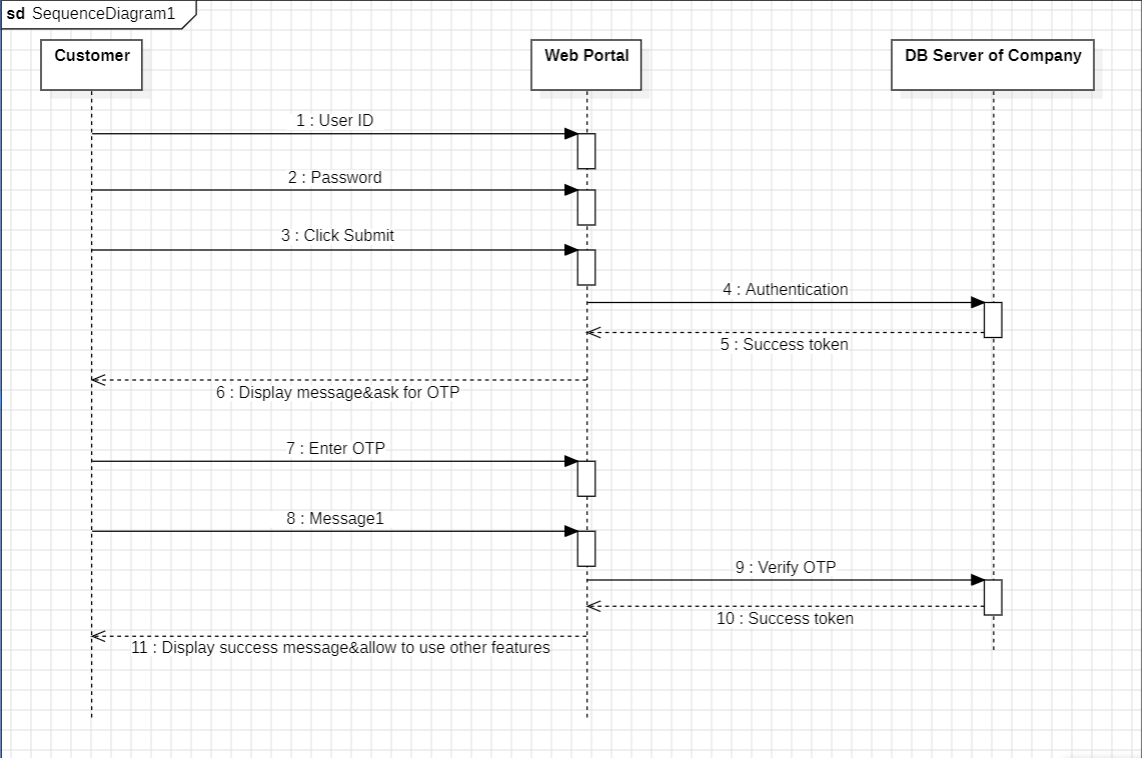 sd SequenceDiagram1
Customer
Web Portal
DB Server of Company
1 : User ID
2 : Password
3 : Click Submit
4 : Authentication
5 : Success token
6 : Display message&ask for OTP
7 : Enter OTP
8 : Message1
9 : Verify OTP
10 : Success token
11 : Display success message&allow to use other features